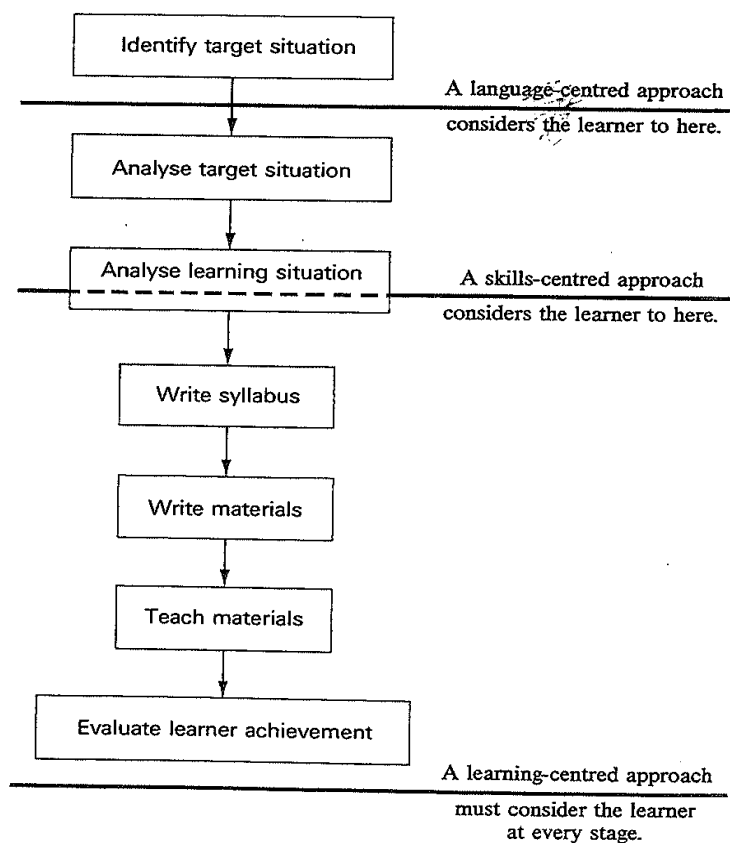 Identify target situation
A language-centred approach
considers the learner to here.
Analyse target situation
Analyse learning situation
A skills-centred approach
considers the learner to here.
Write syllabus
Write materials
Teach materials
Evaluate learner achievement
A learning-centred approach
must consider the learner
at every stage.